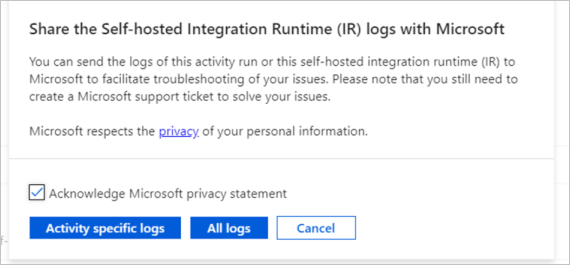 Share the Self-hosted Integration Runtime (IR) logs with Microsoft
You can send the logs of this activity run or this self-hosted integration runtime (IR) to
Microsoft to facilitate troubleshooting of your issues. Please note that you still need to
create a Microsoft support ticket to solve your issues.
Microsoft respects the privacy of your personal information.
Acknowledge Microsoft privacy statement
Activity specific logs All logs Cancel